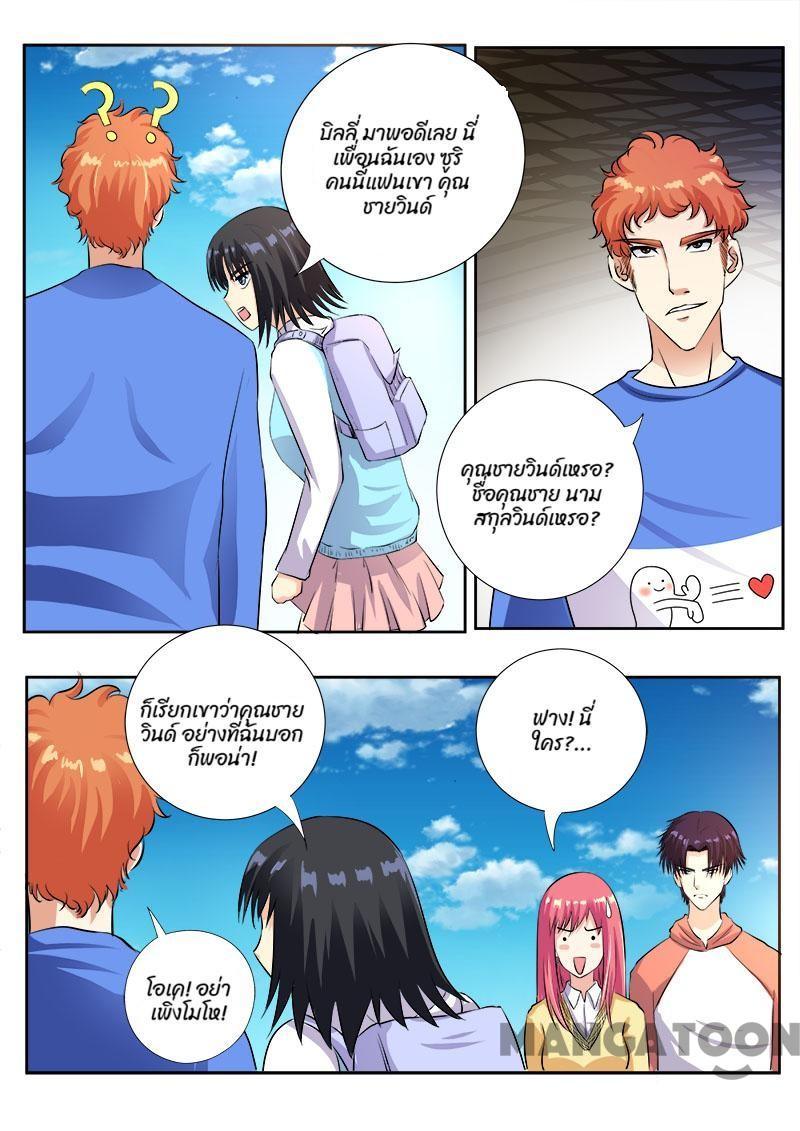 ? ?
บิลลี่ มาพอดีเลย นี่
เพื่อนฉันเอง ซูริ
คนนี้แฟนเขา คุณ
ชายวินด์
คุณชายวินด์เหรอ?
ชื่อคุณชาย นาม
สกุลวินด์เหรอ?
ก็เรียกเขาว่าคุณชาย
วินด์ อย่างที่ฉันบอก
ก็พอน่า!
ฟาง! นี่
ใคร?...
โอเค! อย่า
เพิ่งโมโห!
MANGATOON